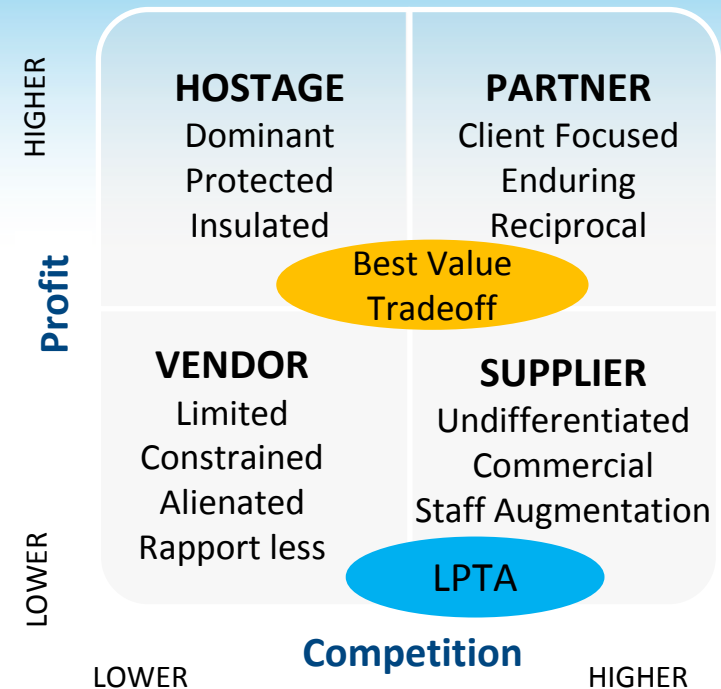 HIGHER
Profit
LOWER
HOSTAGE
Dominant
Protected
Insulated
PARTNER
Client Focused
Enduring
Reciprocal
Best Value
Tradeoff
VENDOR
Limited
Constrained
Alienated
Rapport less
SUPPLIER
Undifferentiated
Commercial
Staff Augmentation
LPTA
LOWER
Competition
HIGHER